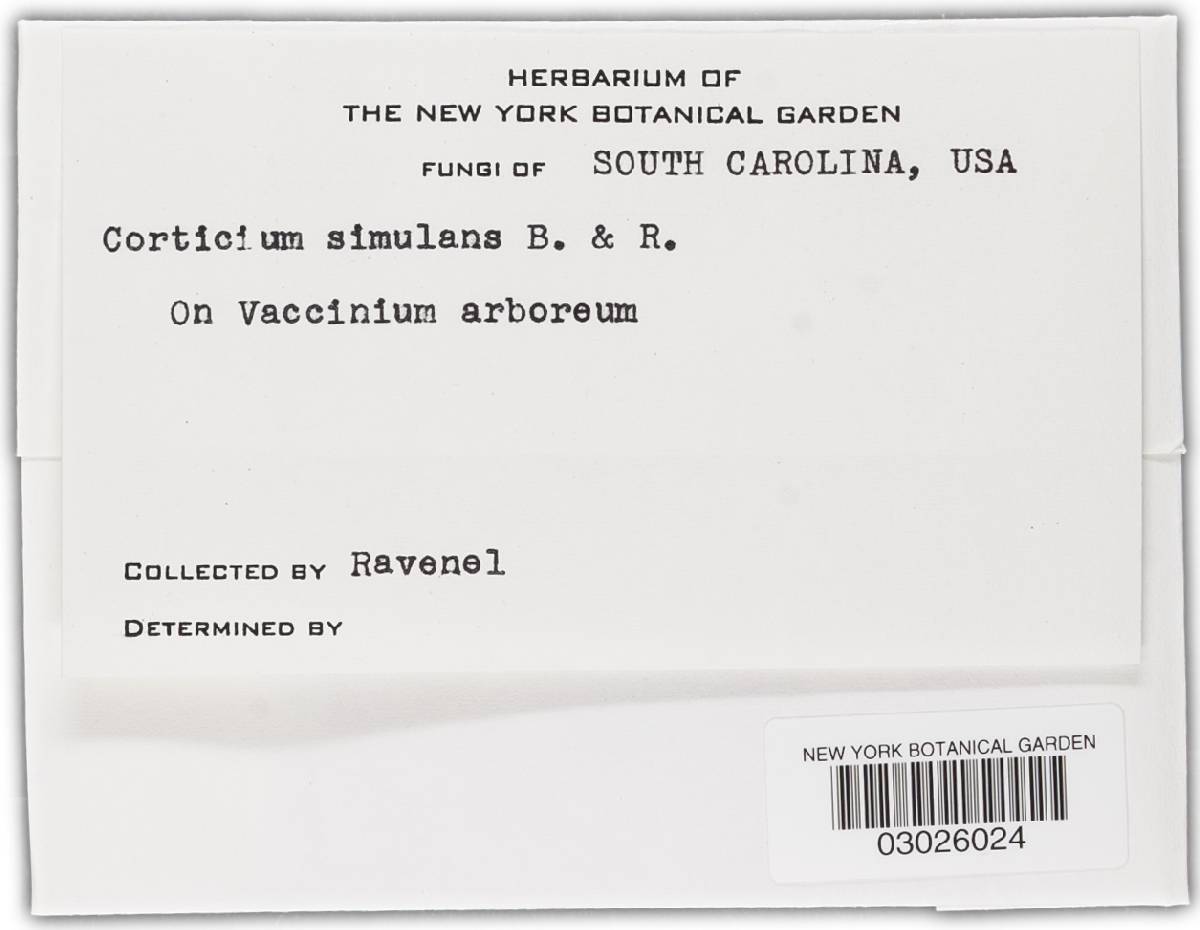 HERBARIUM OF
THE NEW YORK BOTANICAL GARDEN
FUNGI OF SOUTH CAROLINA, USA
Corticium simulans B. & R.
On Vaccinium arboreum
COLLECTED BY Ravenel
DETERMINED BY
NEW YORK BOTANICAL GARDEN
03026024